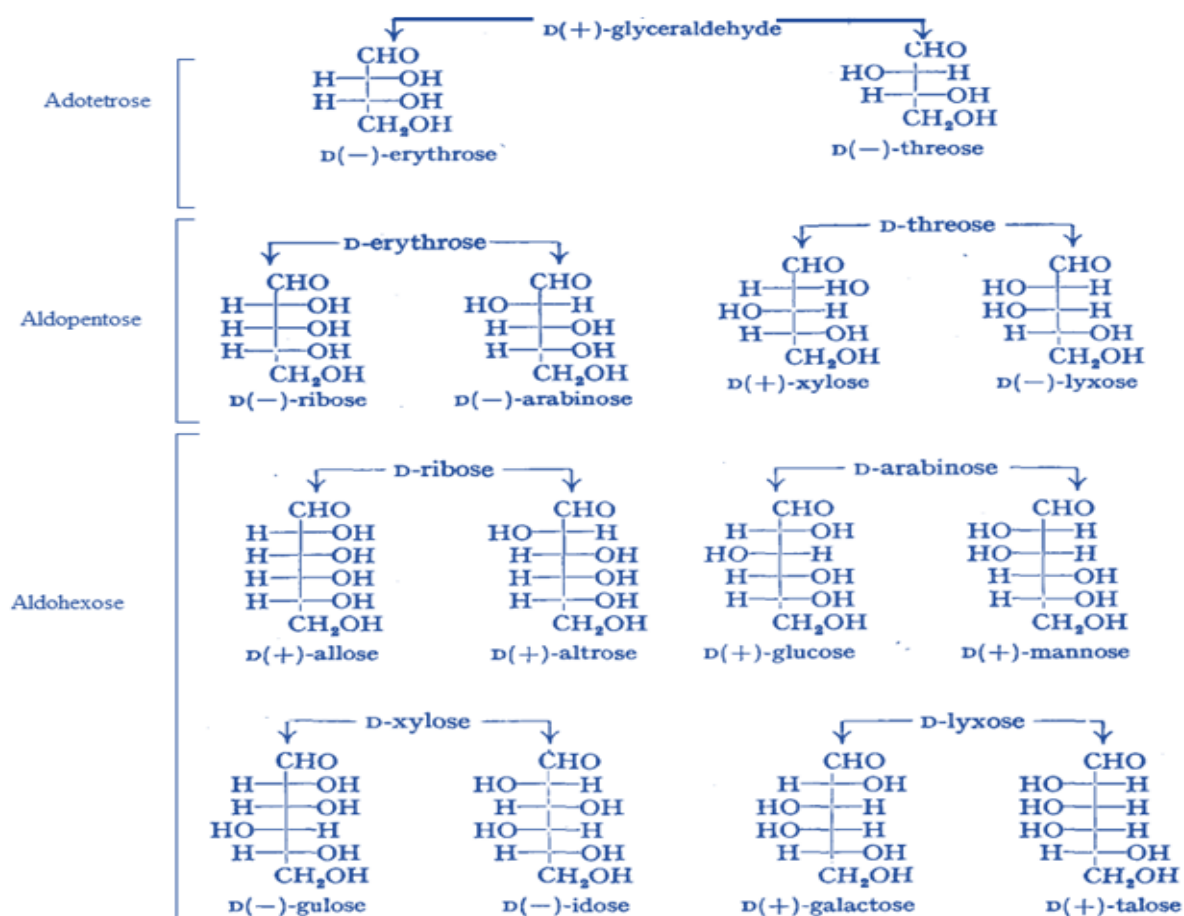 D(+)-glyceraldehyde
Adotetrose
CHO CHO
H OH HO H
H OH H OH
CH₂OH CH₂OH
D(—)-erythrose D(—)-threose
Aldopentose
D-erythrose D-threose
CHO CHO CHO CHO
H OH HO H H HO HO H
H OH H OH HO H HO H
H OH H OH H OH H OH
CH₂OH CH₂OH CH₂OH CH₂OH
D(—)-ribose D(—)-arabinose D(+)-xylose D(—)-lyxose
Aldohexose
D-ribose D-arabinose
CHO CHO CHO CHO
H OH HO H H OH HO H
H OH H OH HO H HO H
H OH H OH H OH H OH
H OH H OH H OH H OH
CH₂OH CH₂OH CH₂OH CH₂OH
D(+)-allose D(+)-altrose D(+)-glucose D(+)-mannose
D-xylose D-lyxose
CHO CHO CHO CHO
H OH HO H H OH HO H
H OH H OH HO H HO H
HO H HO H HO H HO H
H OH H OH H OH H OH
CH₂OH CH₂OH CH₂OH CH₂OH
D(—)-gulose D(—)-idose D(+)-galactose D(+)-talose